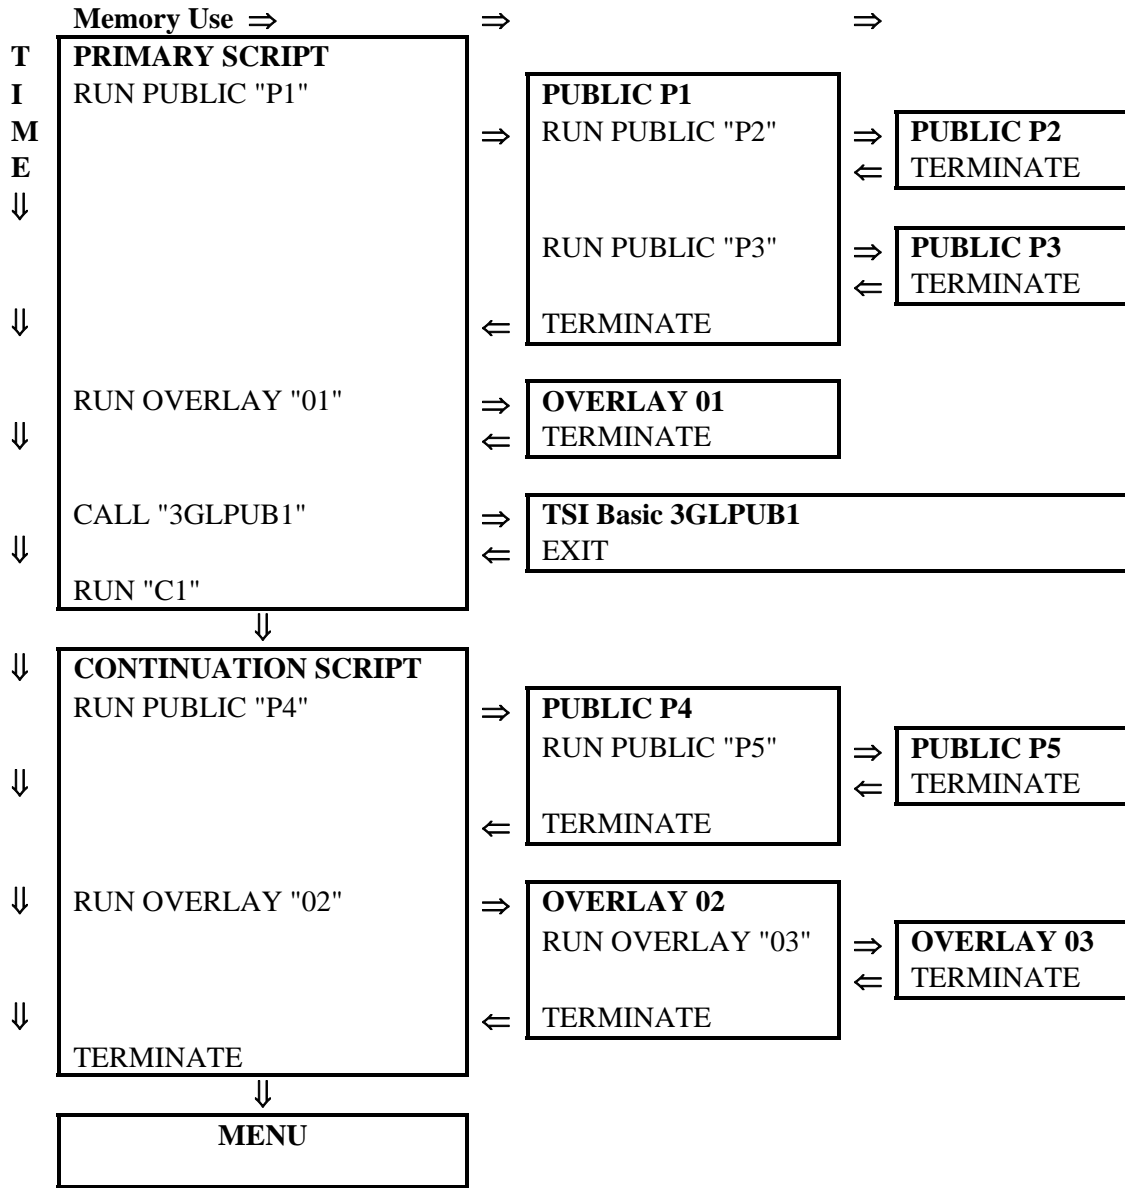 Memory Use ⇒ ⇒ ⇒
T PRIMARY SCRIPT
I RUN PUBLIC "P1" PUBLIC P1
M ⇒ RUN PUBLIC "P2" ⇒ PUBLIC P2
E ⇐ TERMINATE
⇓
RUN PUBLIC "P3" ⇒ PUBLIC P3
⇐ TERMINATE
⇓ ⇐ TERMINATE
RUN OVERLAY "01" ⇒ OVERLAY 01
⇓ ⇐ TERMINATE
CALL "3GLPUB1" ⇒ TSI Basic 3GLPUB1
⇓ ⇐ EXIT
RUN "C1"
⇓
⇓ CONTINUATION SCRIPT
RUN PUBLIC "P4" ⇒ PUBLIC P4
RUN PUBLIC "P5" ⇒ PUBLIC P5
⇓ ⇐ TERMINATE
⇐ TERMINATE
⇓ RUN OVERLAY "02" ⇒ OVERLAY 02
RUN OVERLAY "03" ⇒ OVERLAY 03
⇐ TERMINATE
⇓ ⇐ TERMINATE
TERMINATE
⇓
MENU